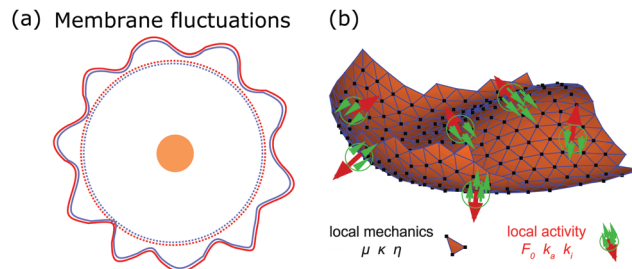 (a) Membrane fluctuations
(b)
local mechanics
μ κ η
local activity
F₀ kₐ kᵢ